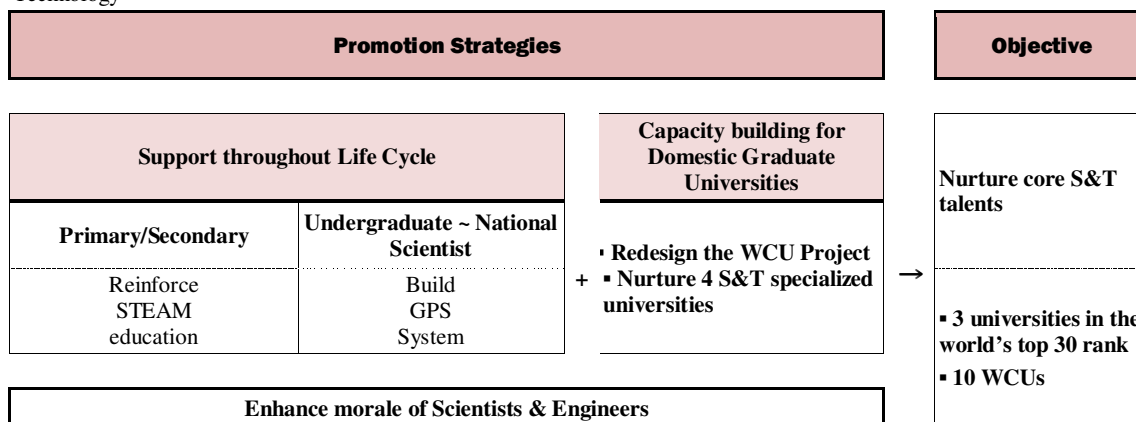 Technology
Promotion Strategies
Objective
Support throughout Life Cycle
Capacity building for
Domestic Graduate
Universities
Primary/Secondary
Undergraduate ~ National
Scientist
Reinforce
STEAM
education
Build
GPS
System
+
▪ Redesign the WCU Project
▪ Nurture 4 S&T specialized
universities
→
Nurture core S&T
talents
▪ 3 universities in the
world’s top 30 rank
▪ 10 WCUs
Enhance morale of Scientists & Engineers